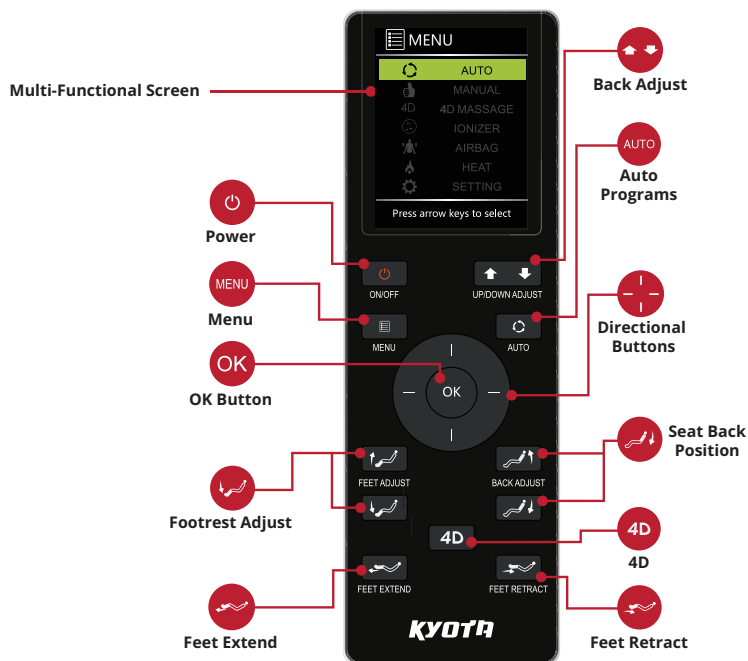 MENU
AUTO
MANUAL
4D
4D MASSAGE
IONIZER
AIRBAG
HEAT
SETTING
Press arrow keys to select
Multi-Functional Screen
Back Adjust
AUTO
Auto
Programs
Power
ON/OFF
UP/DOWN ADJUST
MENU
Menu
MENU
AUTO
Directional
Buttons
OK
OK Button
OK
Seat Back
Position
FEET ADJUST
BACK ADJUST
Footrest Adjust
4D
4D
4D
FEET EXTEND
FEET RETRACT
Feet Extend
KYOTA
Feet Retract